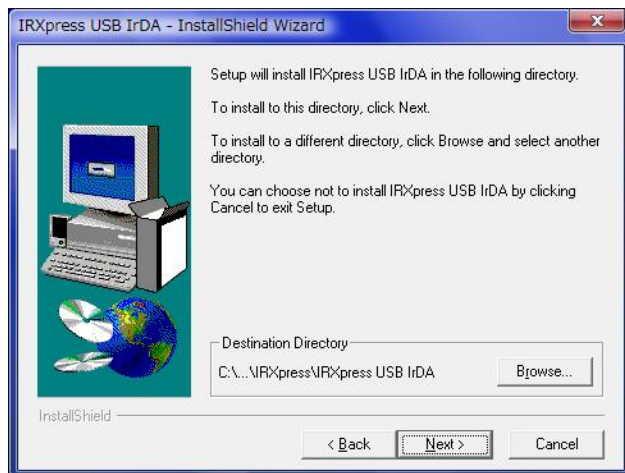 IRXpress USB IrDA - InstallShield Wizard
Setup will install IRXpress USB IrDA in the following directory.
To install to this directory, click Next.
To install to a different directory, click Browse and select another
directory.
You can choose not to install IRXpress USB IrDA by clicking
Cancel to exit Setup.
Destination Directory
C:\...\IRXpress\IRXpress USB IrDA
Browse...
InstallShield
< Back
Next >
Cancel